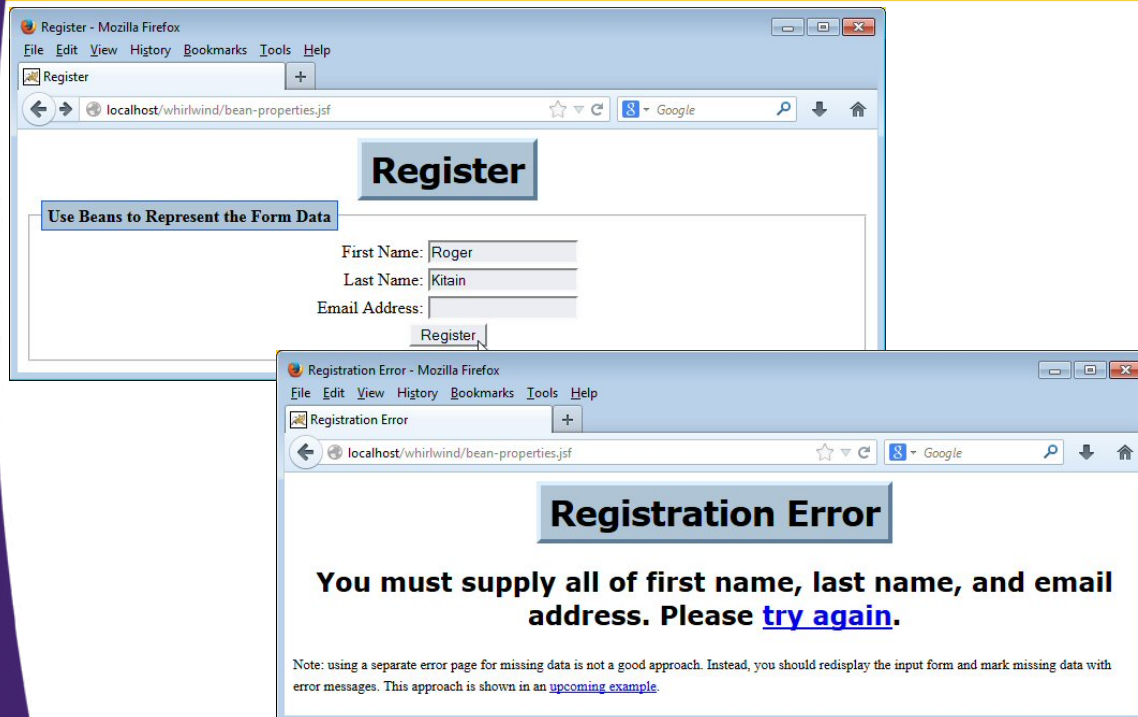 Register - Mozilla Firefox
File Edit View History Bookmarks Tools Help
Register
localhost/whirlwind/bean-properties.jsf
8 Google
Register
Use Beans to Represent the Form Data
First Name: Roger
Last Name: Kitain
Email Address:
Register
Registration Error - Mozilla Firefox
File Edit View History Bookmarks Tools Help
Registration Error
localhost/whirlwind/bean-properties.jsf
8 Google
Registration Error
You must supply all of first name, last name, and email
address. Please try again.
Note: using a separate error page for missing data is not a good approach. Instead, you should redisplay the input form and mark missing data with
error messages. This approach is shown in an upcoming example.